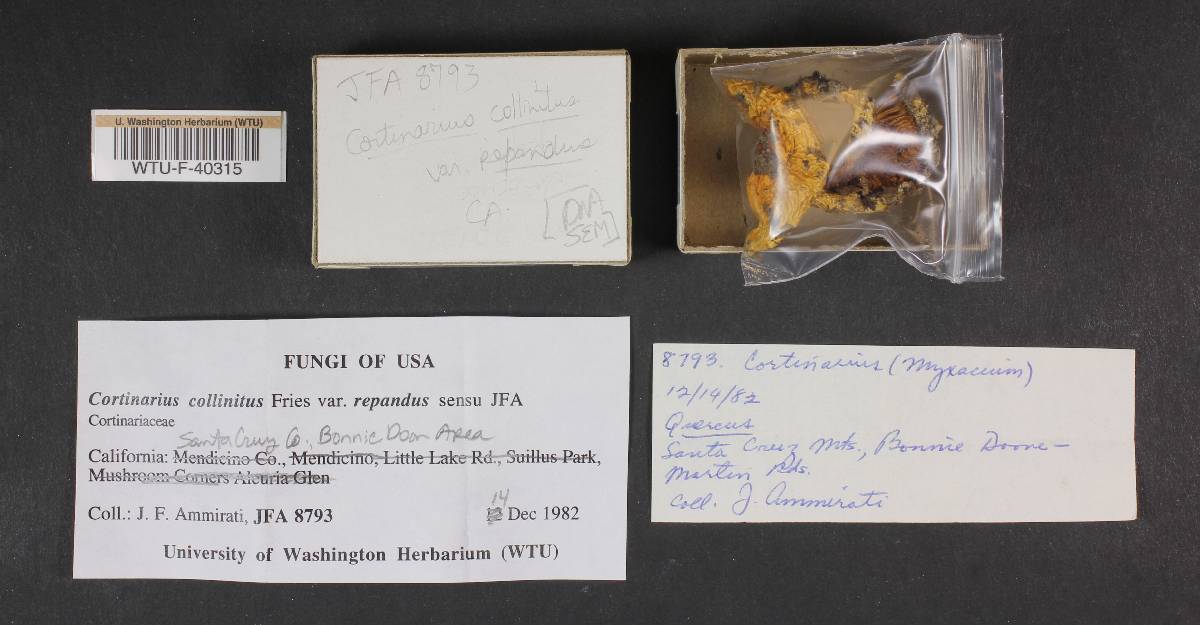 U. Washington Herbarium (WTU)
WTU-F-40315
JFA 8793
Cortinarius collinitus
var. repandus
CA.
[DNA
SEM]
FUNGI OF USA
Cortinarius collinitus Fries var. repandus sensu JFA
Cortinariaceae
Santa Cruz Co., Bonnie Doon Area
California: Mendicino Co., Mendicino, Little Lake Rd., Suillus Park,
Mushroom Corners Aleuria Glen
14
Coll.: J. F. Ammirati, JFA 8793 Dec 1982
University of Washington Herbarium (WTU)
8793. Cortinarius (Myxacium)
12/14/82
Quercus
Santa Cruz Mts., Bonnie Doone-
Martin Rds.
Coll. J. Ammirati